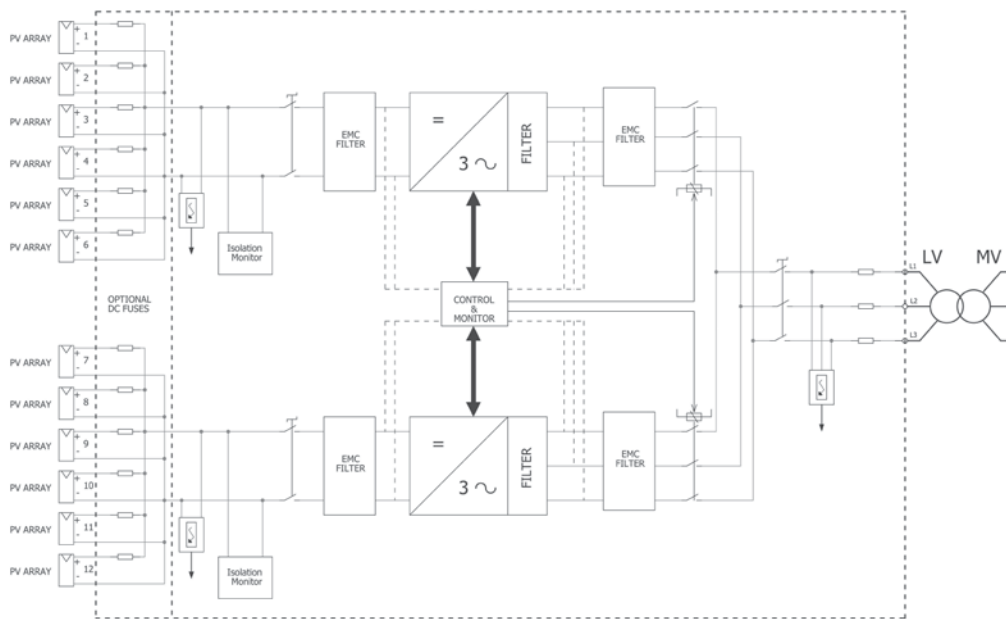 PV ARRAY + 1 -
PV ARRAY + 2 -
PV ARRAY + 3 -
PV ARRAY + 4 -
PV ARRAY + 5 -
PV ARRAY + 6 -
EMC
FILTER
=
3 ~
FILTER
EMC
FILTER
Isolation
Monitor
OPTIONAL
DC FUSES
CONTROL
&
MONITOR
LV
MV
L1
L2
L3
PV ARRAY + 7 -
PV ARRAY + 8 -
PV ARRAY + 9 -
PV ARRAY + 10 -
PV ARRAY + 11 -
PV ARRAY + 12 -
EMC
FILTER
=
3 ~
FILTER
EMC
FILTER
Isolation
Monitor